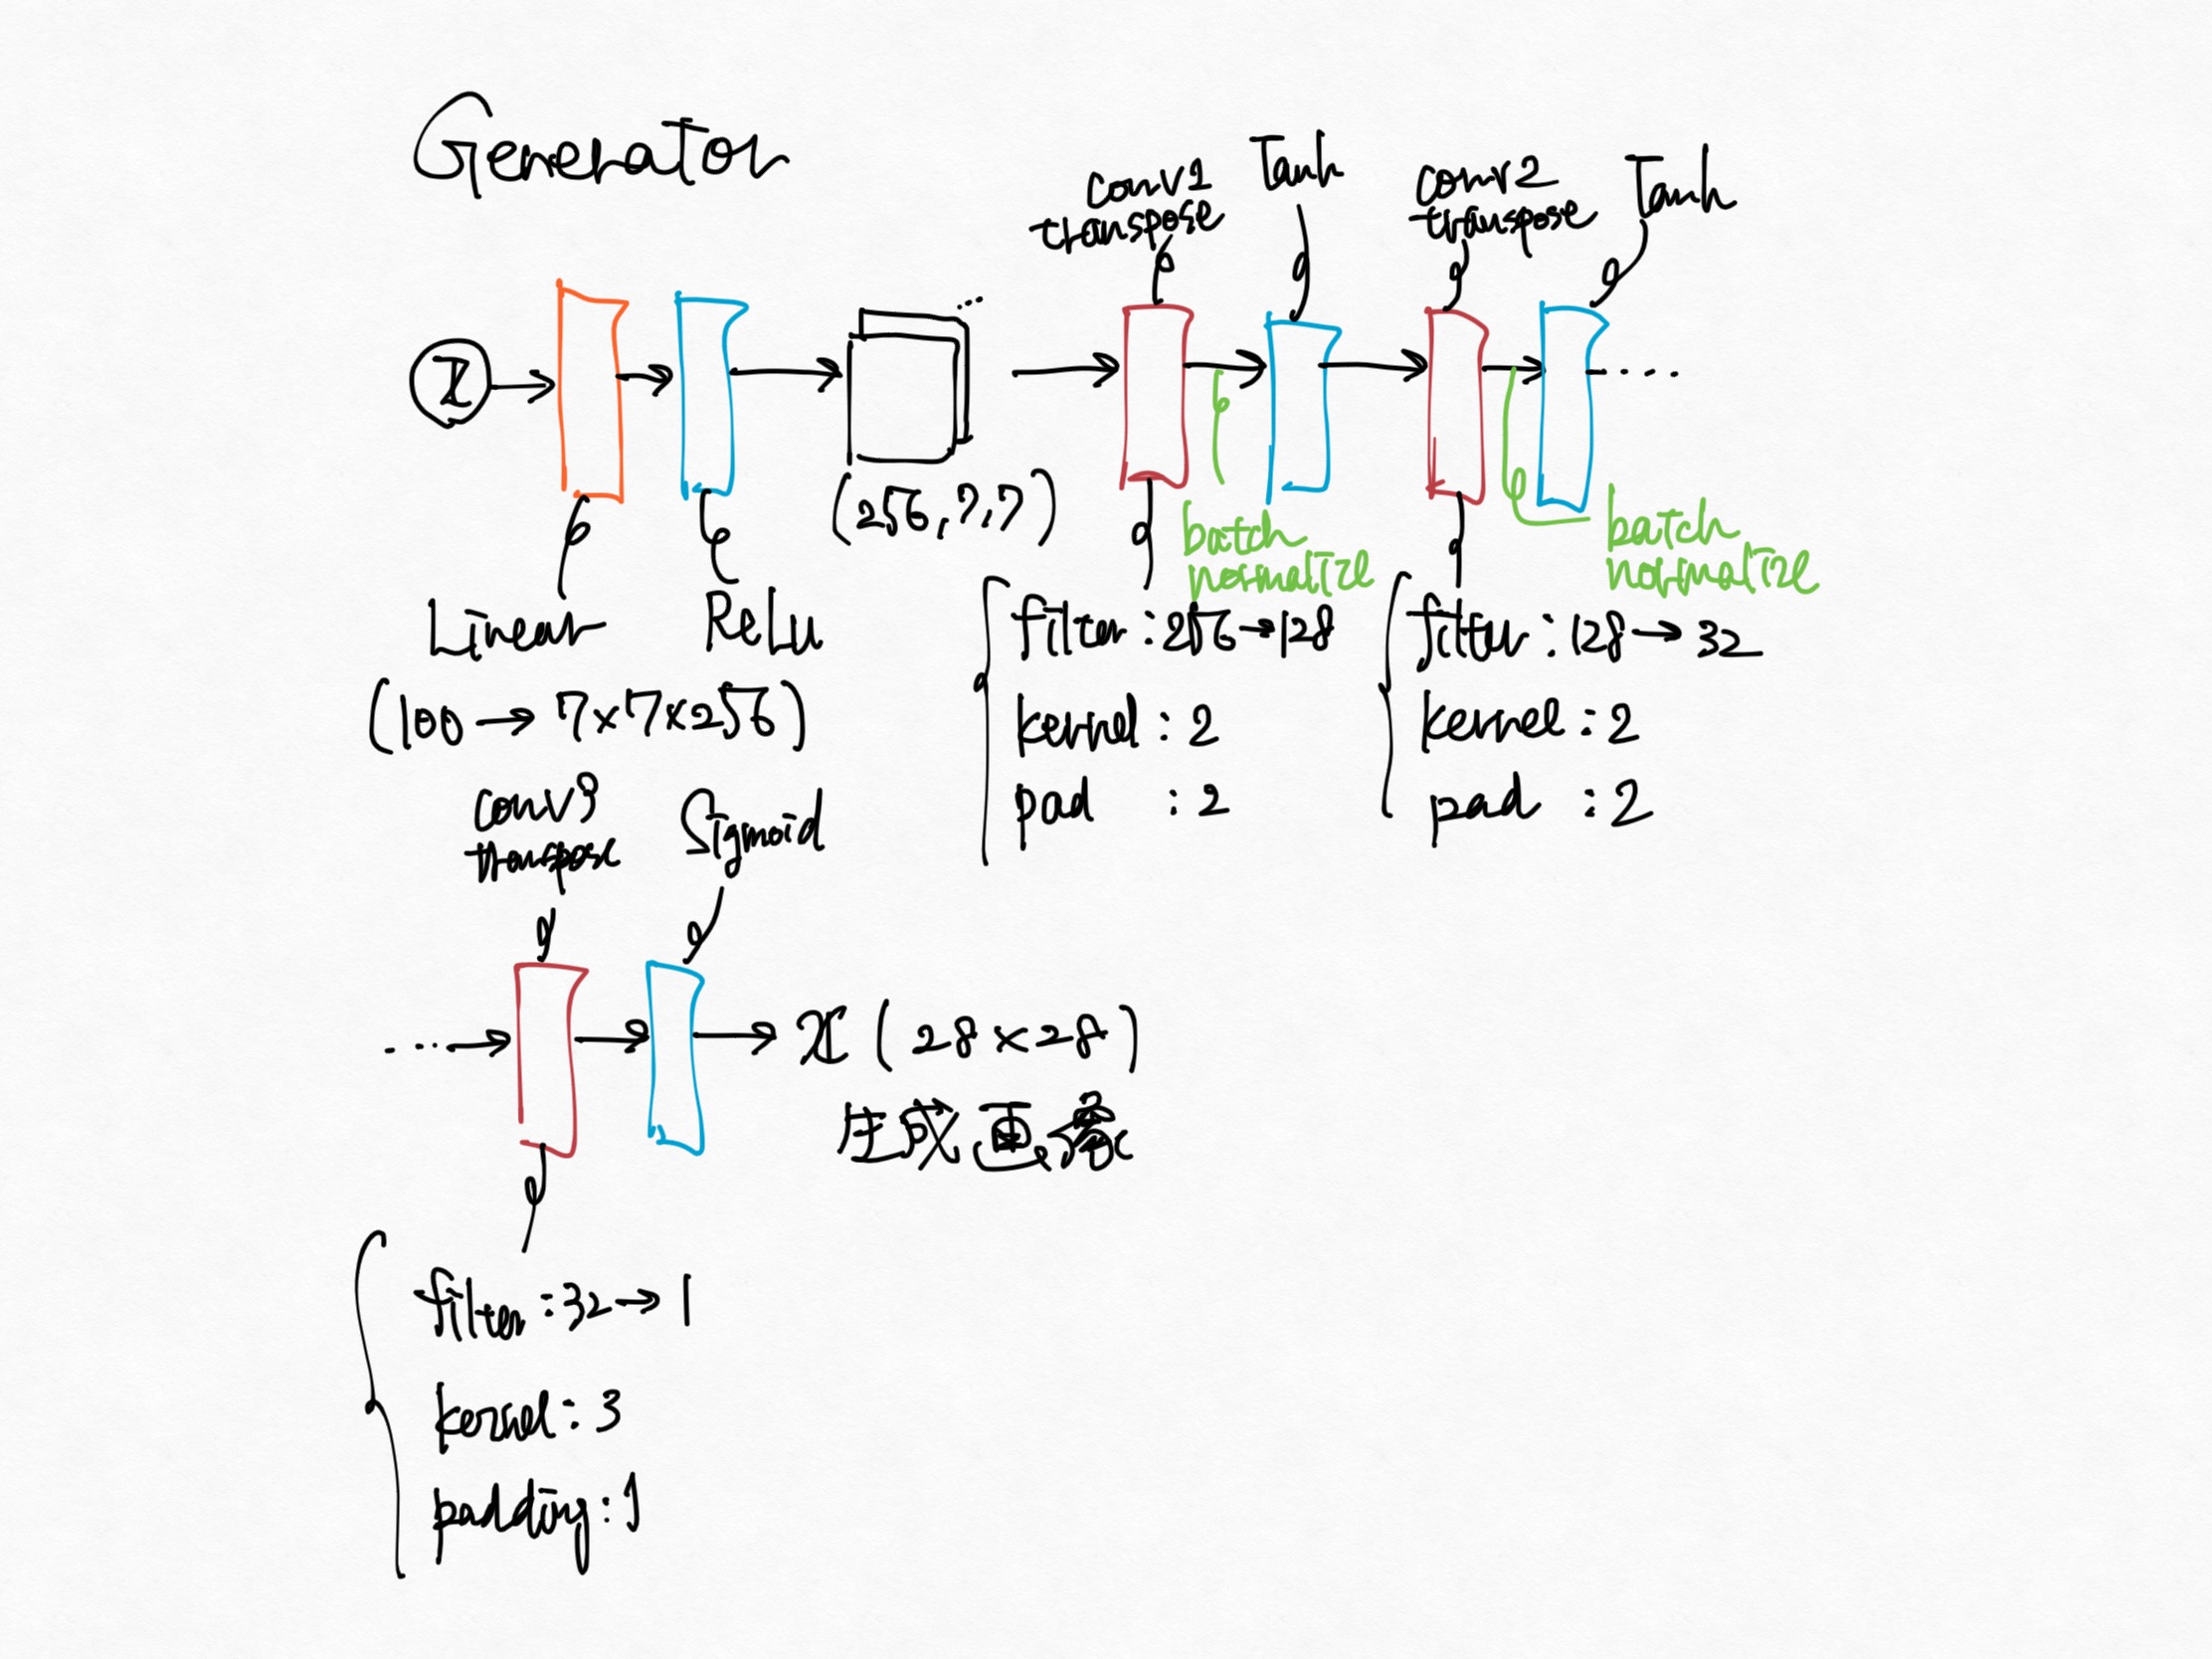 Generator
conv1
transpose
Tanh
conv2
transpose
Tanh
Z
(256,7,7)
batch
normalize
batch
normalize
Linear
(100→7×7×256)
ReLu
filter:256→128
kernel:2
pad :2
filter:128→32
kernel:2
pad :2
conv3
transpose
Sigmoid
x(28×28)
生成画像
filter:32→1
kernel:3
padding:1